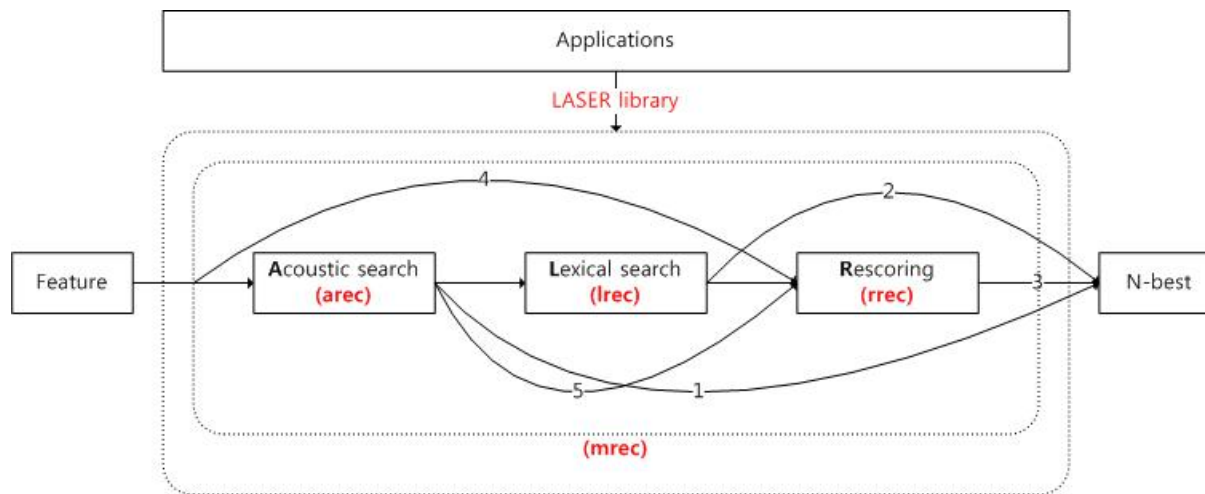 Applications
LASER library
4
2
Feature
Acoustic search
(arec)
Lexical search
(lrec)
Rescoring
(rrec)
3
N-best
5
1
(mrec)